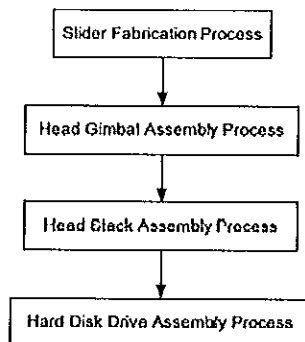 Slider Fabrication Process
Head Gimbal Assembly Process
Head Stack Assembly Process
Hard Disk Drive Assembly Process